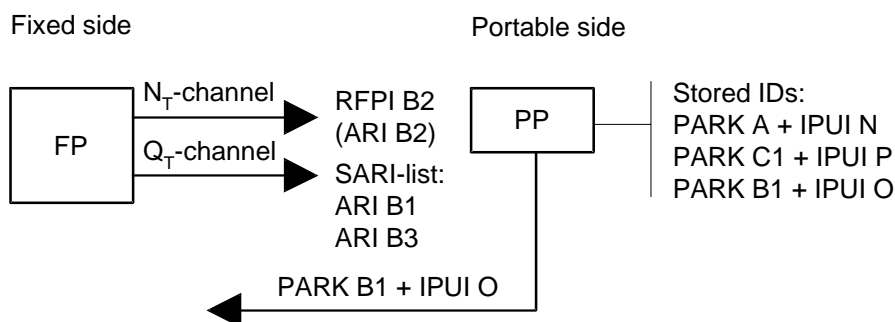 Fixed side
Portable side
N_T-channel
RFPI B2
(ARI B2)
FP
Q_T-channel
SARI-list:
ARI B1
ARI B3
PP
Stored IDs:
PARK A + IPUI N
PARK C1 + IPUI P
PARK B1 + IPUI O
PARK B1 + IPUI O